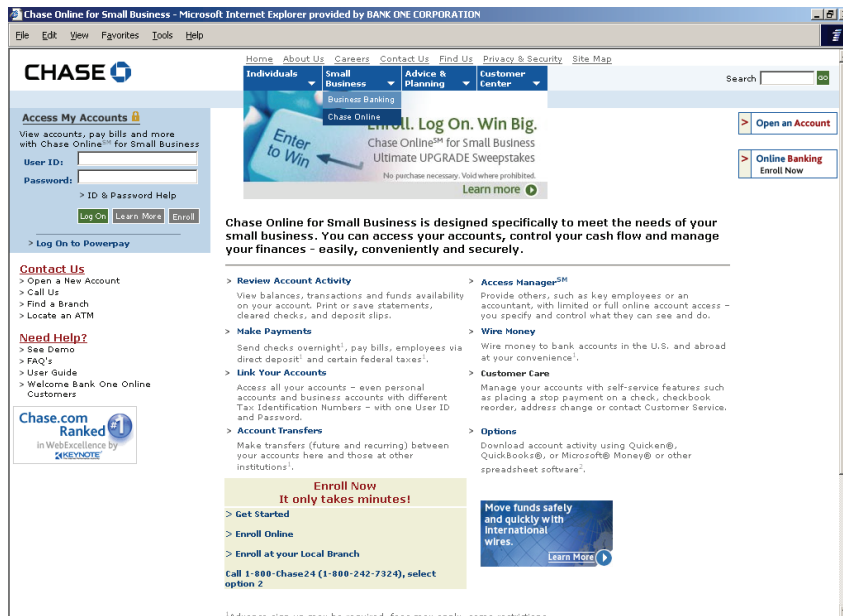 Chase Online for Small Business - Microsoft Internet Explorer provided by BANK ONE CORPORATION
File Edit View Favorites Tools Help
Home About Us Careers Contact Us Find Us Privacy & Security Site Map
CHASE
Individuals
Small Business
Advice & Planning
Customer Center
Search
GO
Business Banking
Chase Online
Access My Accounts
View accounts, pay bills and more
with Chase Online℠ for Small Business
User ID:
Password:
> ID & Password Help
Log On Learn More Enroll
> Log On to Powerpay
Enter
to Win
Enroll. Log On. Win Big.
Chase Online℠ for Small Business
Ultimate UPGRADE Sweepstakes
No purchase necessary. Void where prohibited.
Learn more
> Open an Account
> Online Banking
Enroll Now
Contact Us
> Open a New Account
> Call Us
> Find a Branch
> Locate an ATM
Need Help?
> See Demo
> FAQ's
> User Guide
> Welcome Bank One Online
Customers
Chase.com
Ranked #1
in WebExcellence by
KEYNOTE
Chase Online for Small Business is designed specifically to meet the needs of your
small business. You can access your accounts, control your cash flow and manage
your finances - easily, conveniently and securely.
> Review Account Activity
View balances, transactions and funds availability
on your account. Print or save statements,
cleared checks, and deposit slips.
> Make Payments
Send checks overnight¹, pay bills, employees via
direct deposit¹ and certain federal taxes¹.
> Link Your Accounts
Access all your accounts – even personal
accounts and business accounts with different
Tax Identification Numbers – with one User ID
and Password.
> Account Transfers
Make transfers (future and recurring) between
your accounts here and those at other
institutions¹.
> Access Manager℠
Provide others, such as key employees or an
accountant, with limited or full online account access –
you specify and control what they can see and do.
> Wire Money
Wire money to bank accounts in the U.S. and abroad
at your convenience¹.
> Customer Care
Manage your accounts with self-service features such
as placing a stop payment on a check, checkbook
reorder, address change or contact Customer Service.
> Options
Download account activity using Quicken®,
QuickBooks®, or Microsoft® Money® or other
spreadsheet software².
Enroll Now
It only takes minutes!
> Get Started
> Enroll Online
> Enroll at your Local Branch
Call 1-800-Chase24 (1-800-242-7324), select
option 2
Move funds safely
and quickly with
international
wires.
Learn More